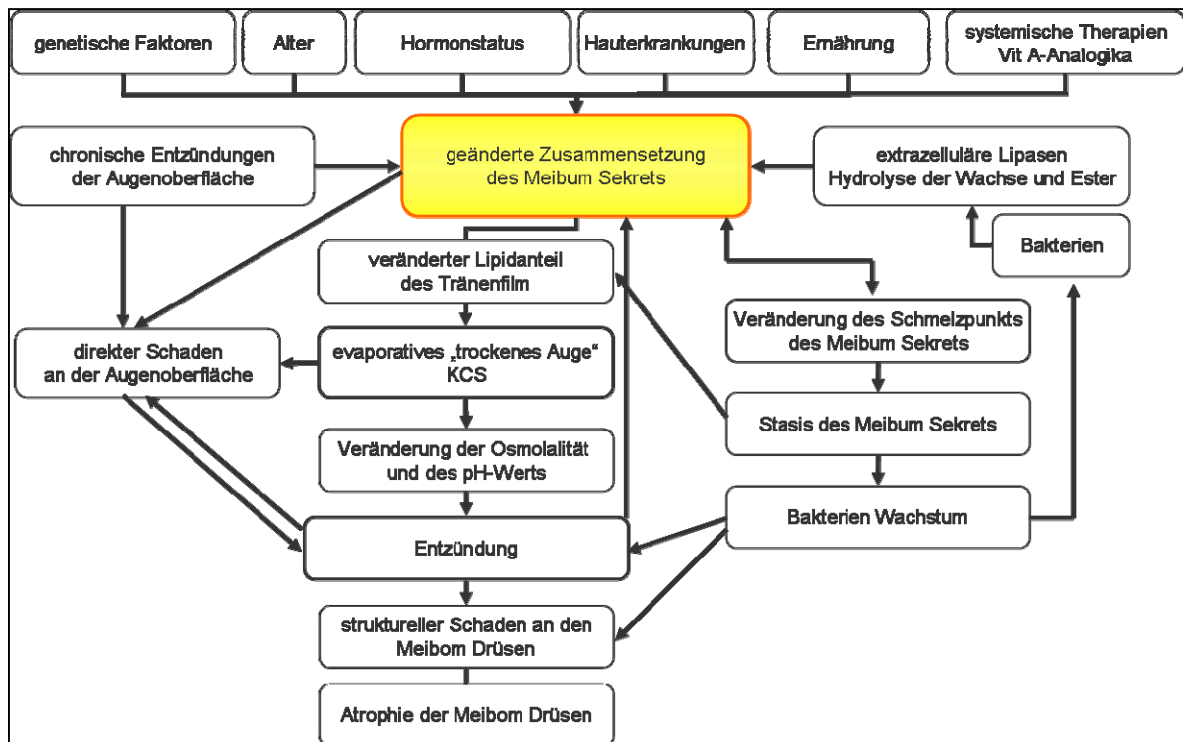 genetische Faktoren
Alter
Hormonstatus
Hauterkrankungen
Ernährung
systemische Therapien
Vit A-Analogika
chronische Entzündungen
der Augenoberfläche
geänderte Zusammensetzung
des Meibum Sekrets
extrazelluläre Lipasen
Hydrolyse der Wachse und Ester
Bakterien
veränderter Lipidanteil
des Tränenfilm
Veränderung des Schmelzpunkts
des Meibum Sekrets
direkter Schaden
an der Augenoberfläche
evaporatives „trockenes Auge“
KCS
Stasis des Meibum Sekrets
Veränderung der Osmolalität
und des pH-Werts
Bakterien Wachstum
Entzündung
struktureller Schaden an den
Meibom Drüsen
Atrophie der Meibom Drüsen